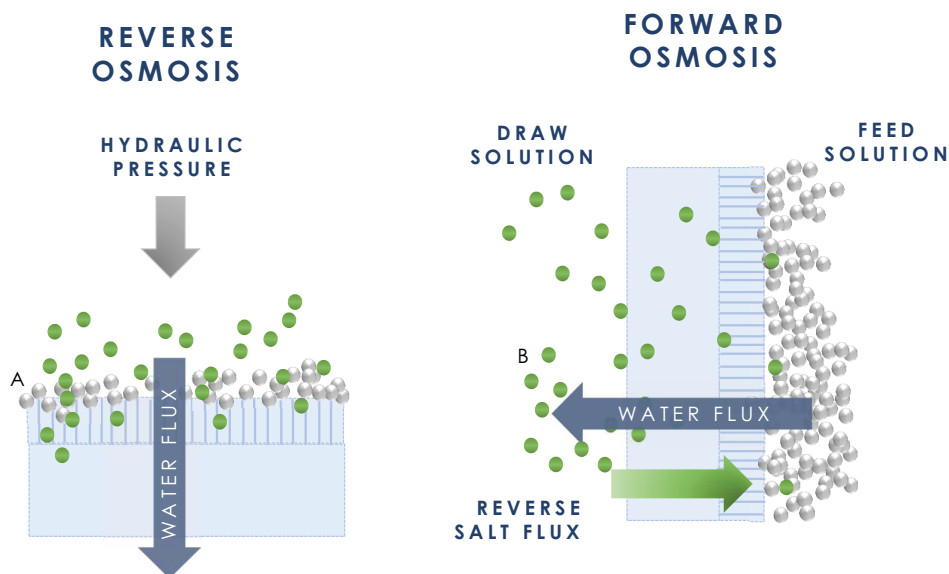 REVERSE
OSMOSIS
HYDRAULIC
PRESSURE
A
WATER FLUX
FORWARD
OSMOSIS
DRAW
SOLUTION
FEED
SOLUTION
B
WATER FLUX
REVERSE
SALT FLUX